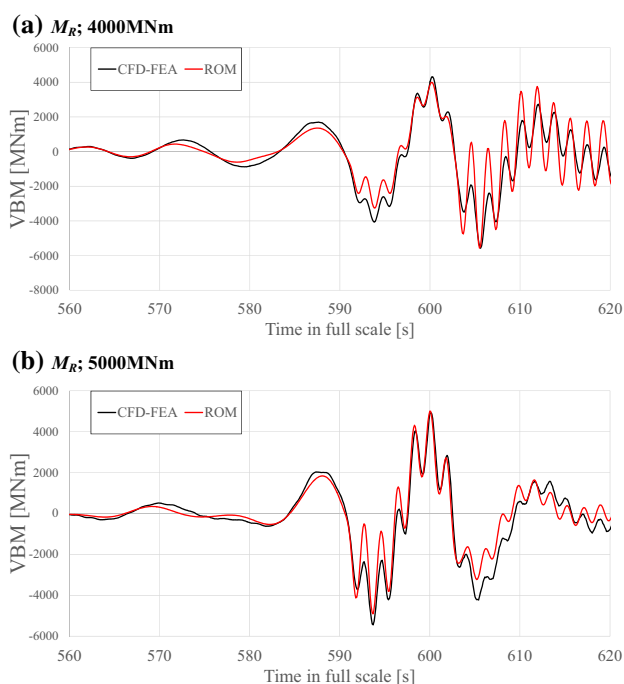 (a) M_R; 4000MNm
CFD-FEA ROM
VBM [MNm]
6000
4000
2000
0
-2000
-4000
-6000
-8000
560 570 580 590 600 610 620
Time in full scale [s]
(b) M_R; 5000MNm
CFD-FEA ROM
VBM [MNm]
6000
4000
2000
0
-2000
-4000
-6000
560 570 580 590 600 610 620
Time in full scale [s]